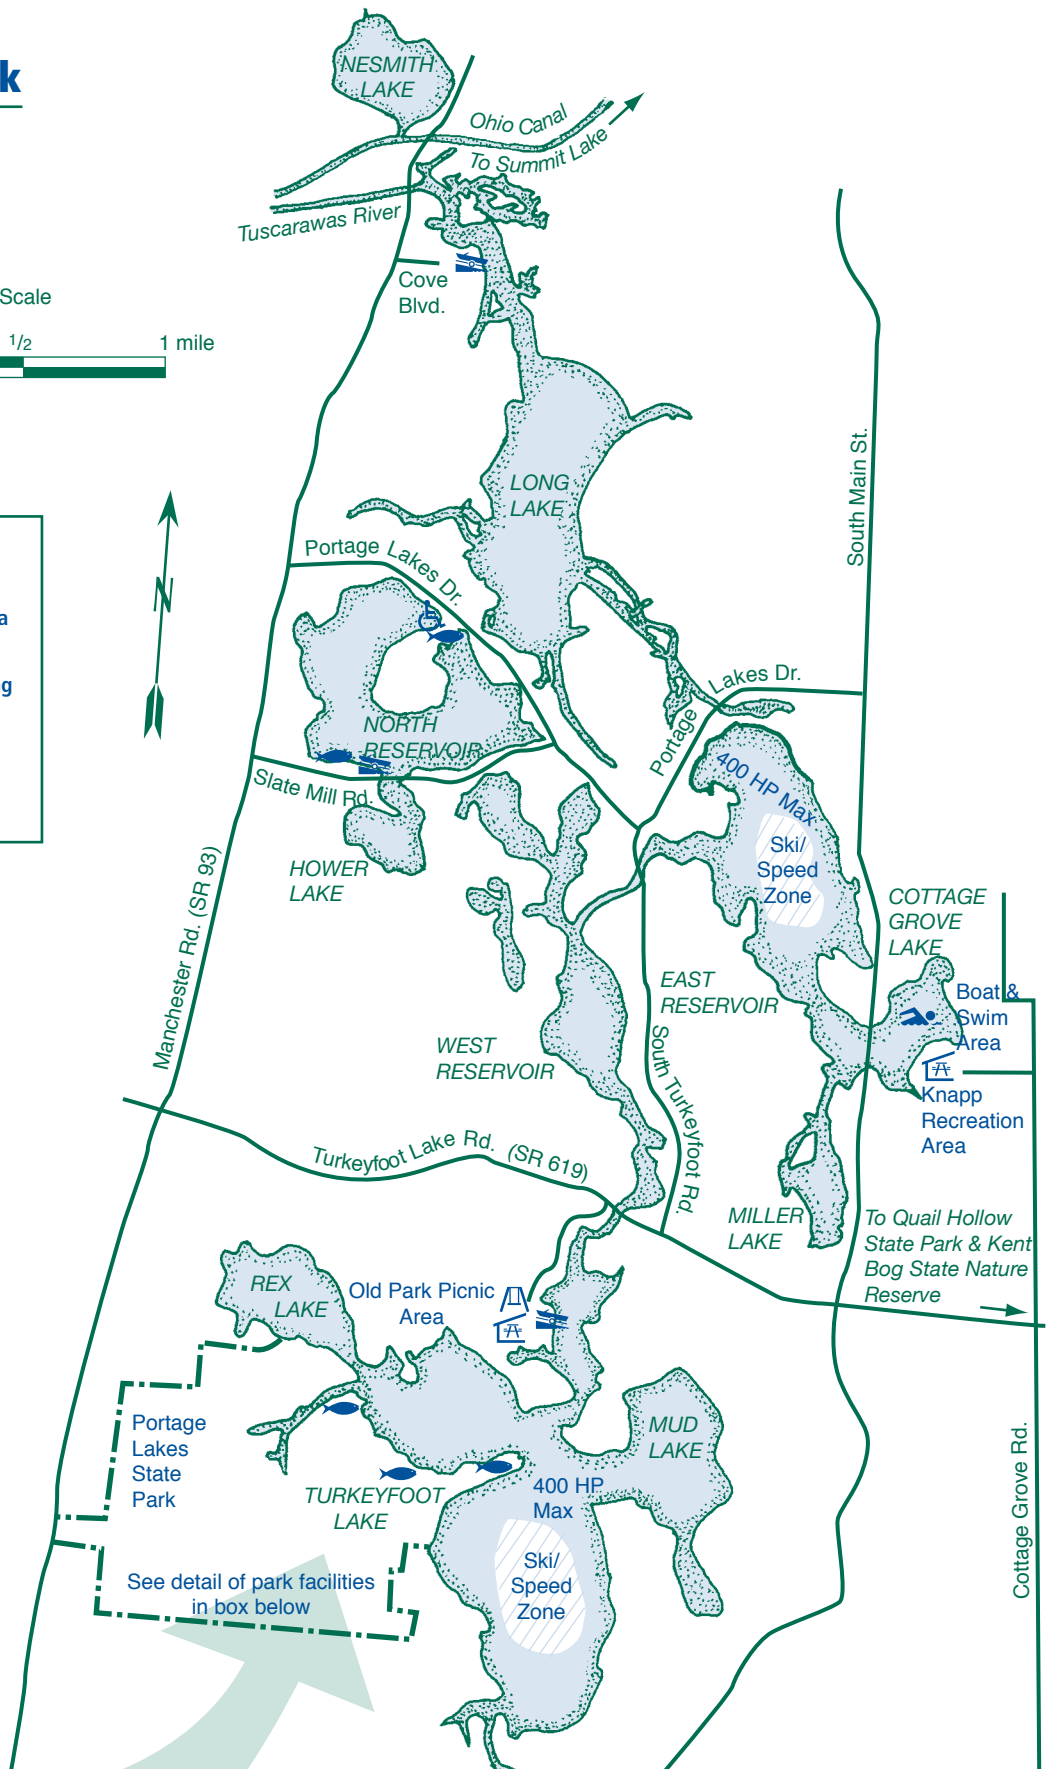 k
NESMITH
LAKE
Ohio Canal
To Summit Lake
Tuscarawas River
Cove
Blvd.
Scale
1/2
1 mile
LONG
LAKE
South Main St.
N
a
g
Portage Lakes Dr.
NORTH
RESERVOIR
Slate Mill Rd.
HOWER
LAKE
Portage Lakes Dr.
400 HP Max
Ski/
Speed
Zone
COTTAGE
GROVE
LAKE
Manchester Rd. (SR 93)
EAST
RESERVOIR
Boat &
Swim
Area
WEST
RESERVOIR
South Turkeyfoot Rd.
Knapp
Recreation
Area
Turkeyfoot Lake Rd. (SR 619)
MILLER
LAKE
To Quail Hollow
State Park & Kent
Bog State Nature
Reserve
REX
LAKE
Old Park Picnic
Area
Portage
Lakes
State
Park
MUD
LAKE
TURKEYFOOT
LAKE
400 HP
Max
Ski/
Speed
Zone
Cottage Grove Rd.
See detail of park facilities
in box below